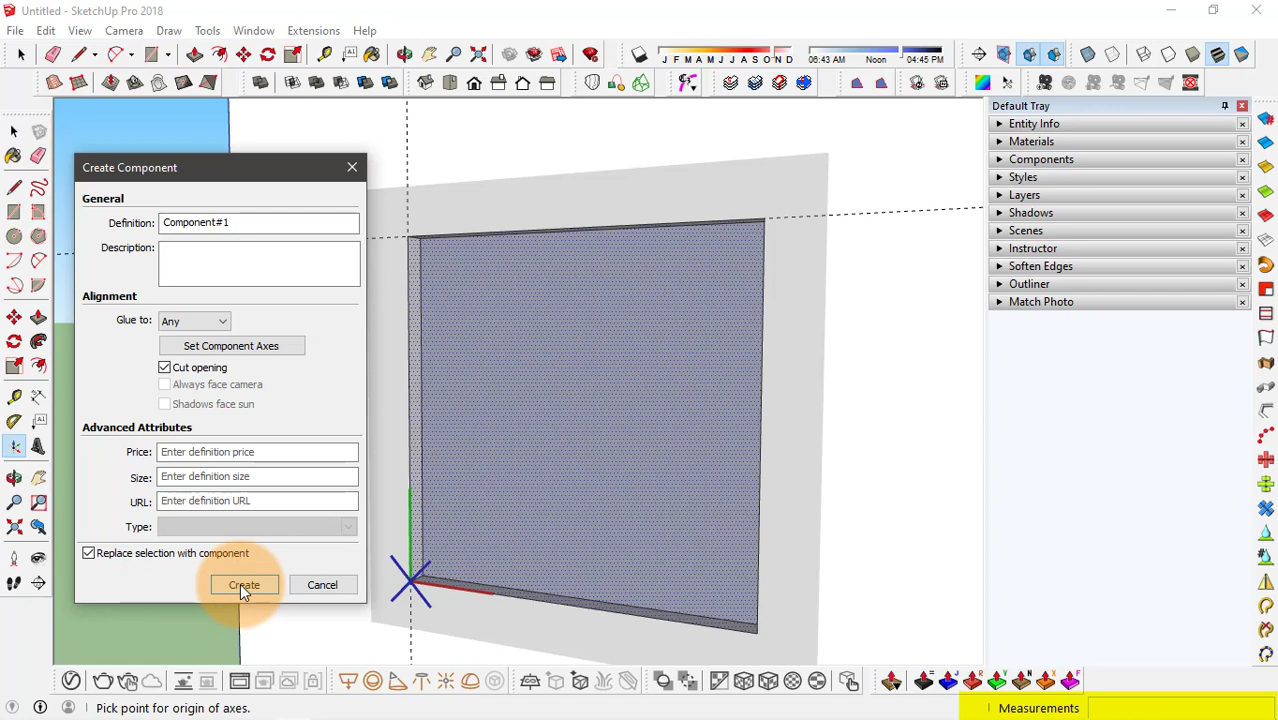 Untitled - SketchUp Pro 2018
File Edit View Camera Draw Tools Window Extensions Help
J F M A M J J A S O N D 06:43 AM Noon 04:45 PM
Default Tray
Entity Info
Materials
Components
Styles
Layers
Shadows
Scenes
Instructor
Soften Edges
Outliner
Match Photo
Create Component
General
Definition: Component#1
Description:
Alignment
Glue to: Any
Set Component Axes
Cut opening
Always face camera
Shadows face sun
Advanced Attributes
Price: Enter definition price
Size: Enter definition size
URL: Enter definition URL
Type:
Replace selection with component
Create Cancel
Pick point for origin of axes.
Measurements